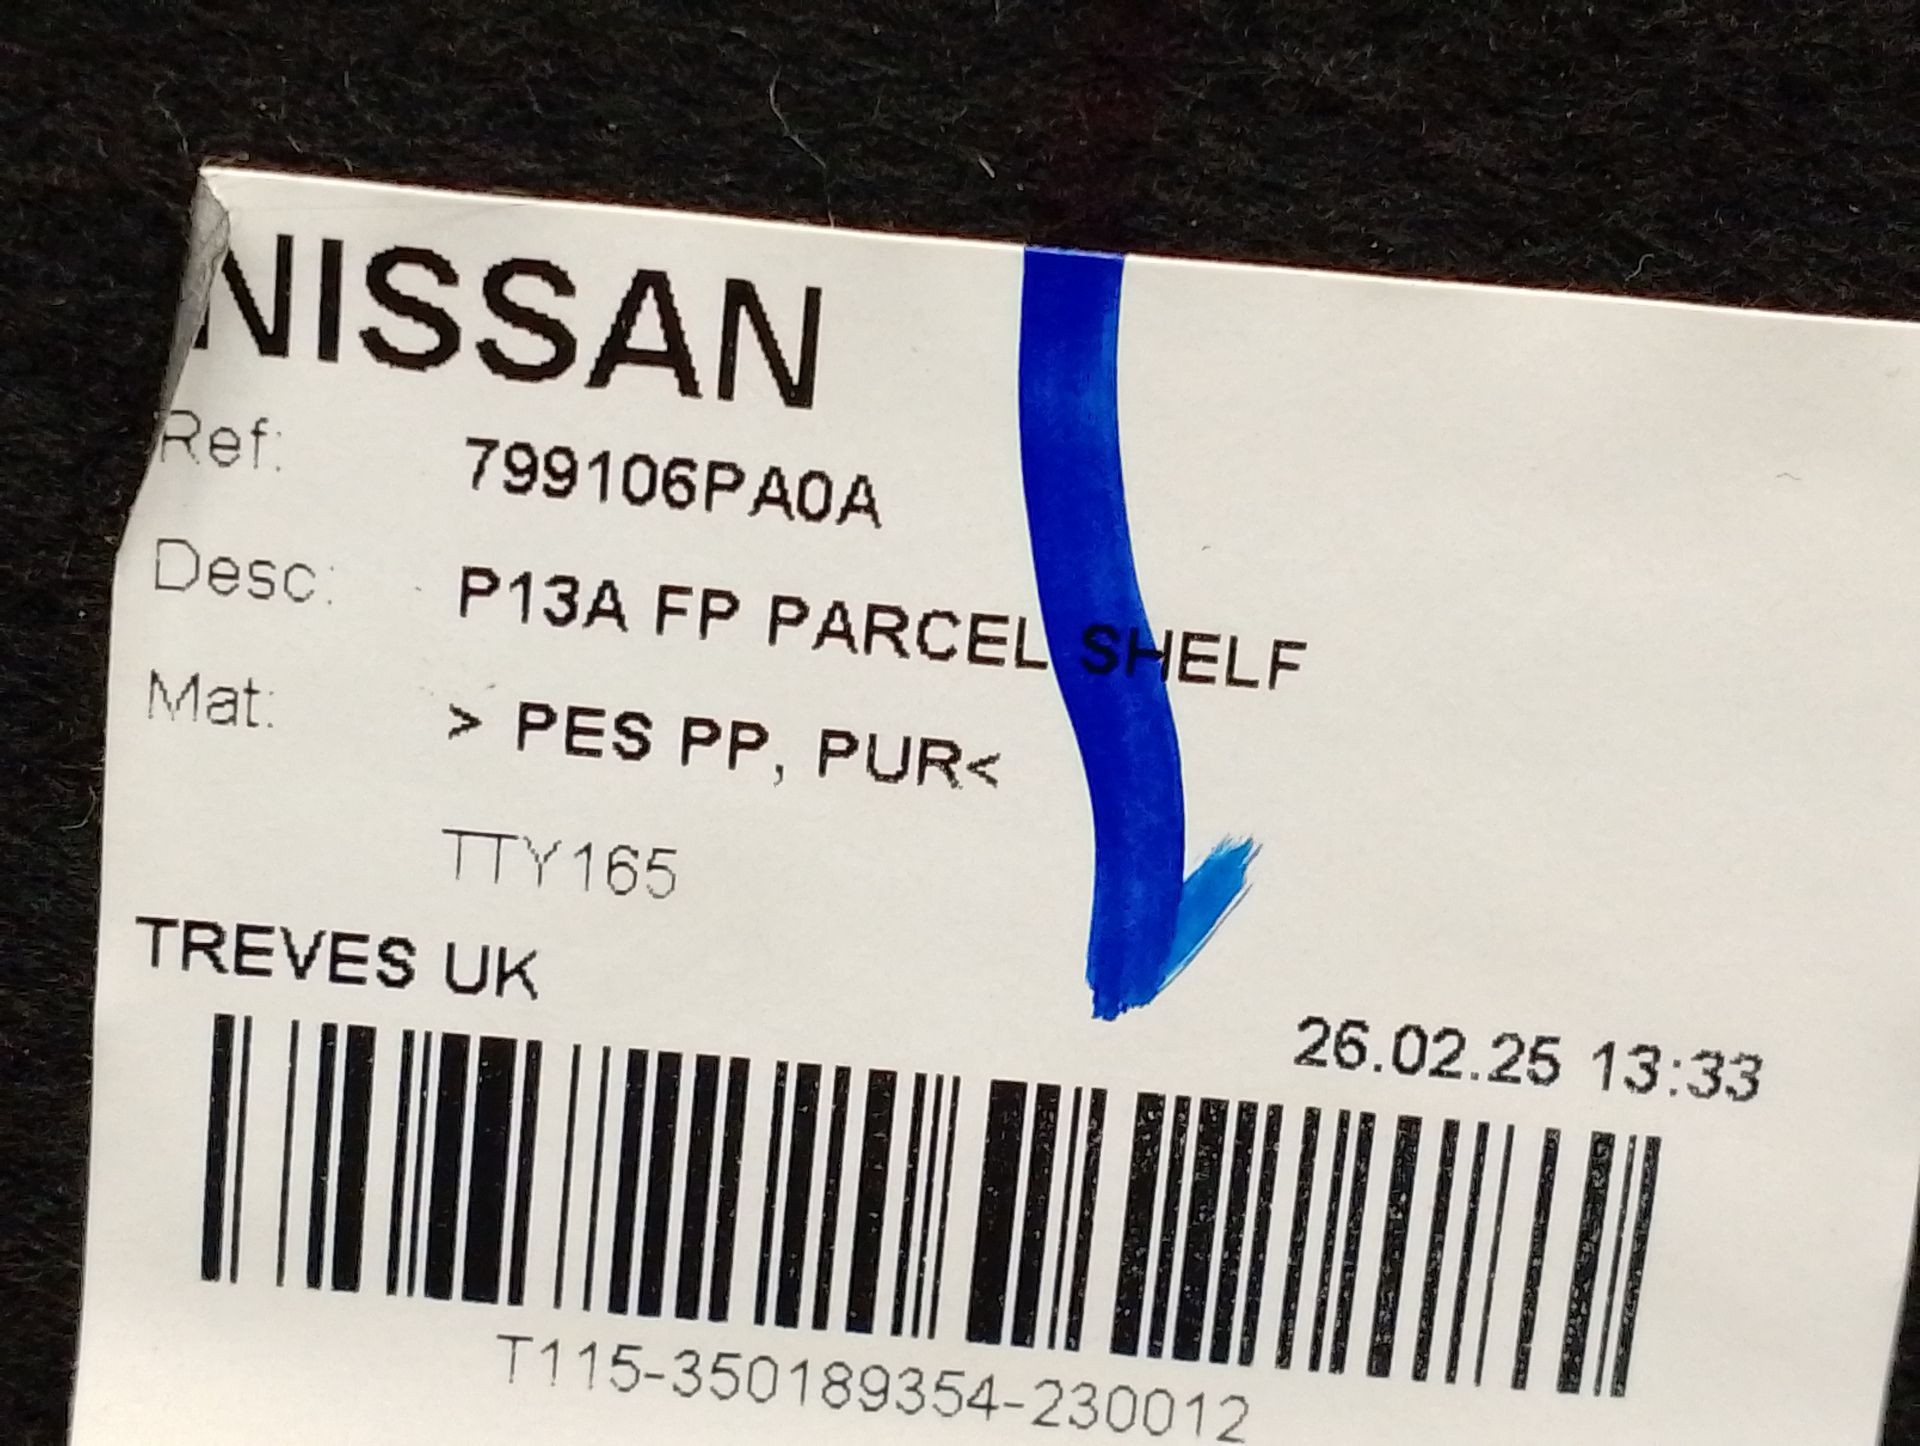 NISSAN
Ref: 799106PA0A
Desc: P13A FP PARCEL SHELF
Mat: > PES PP, PUR<
TTY165
TREVES UK
26.02.25 13:33
T115-350189354-230012